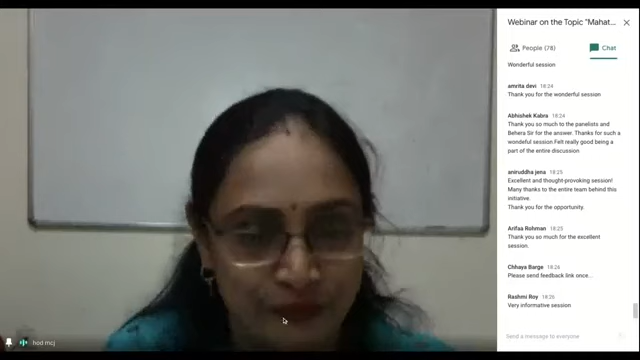 Webinar on the Topic "Mahat...
People (78)
Chat
Wonderful session
amrita devi 18:24
Thank you for the wonderful session
Abhishek Kabra 18:24
Thank you so much to the panelists and
Behera Sir for the answer. Thanks for such a
wondeful session Felt really good being a
part of the entire discussion
aniruddha jena 18:25
Excellent and thought-provoking session!
Many thanks to the entire team behind this
initiative.
Thank you for the opportunity.
Arifaa Rohman 18:25
Thank you so much for the excellent
session.
Chhaya Barge 18:26
Please send feedback link once...
Rashmi Roy 18:26
Very informative session
Send a message to everyone
hod mcj